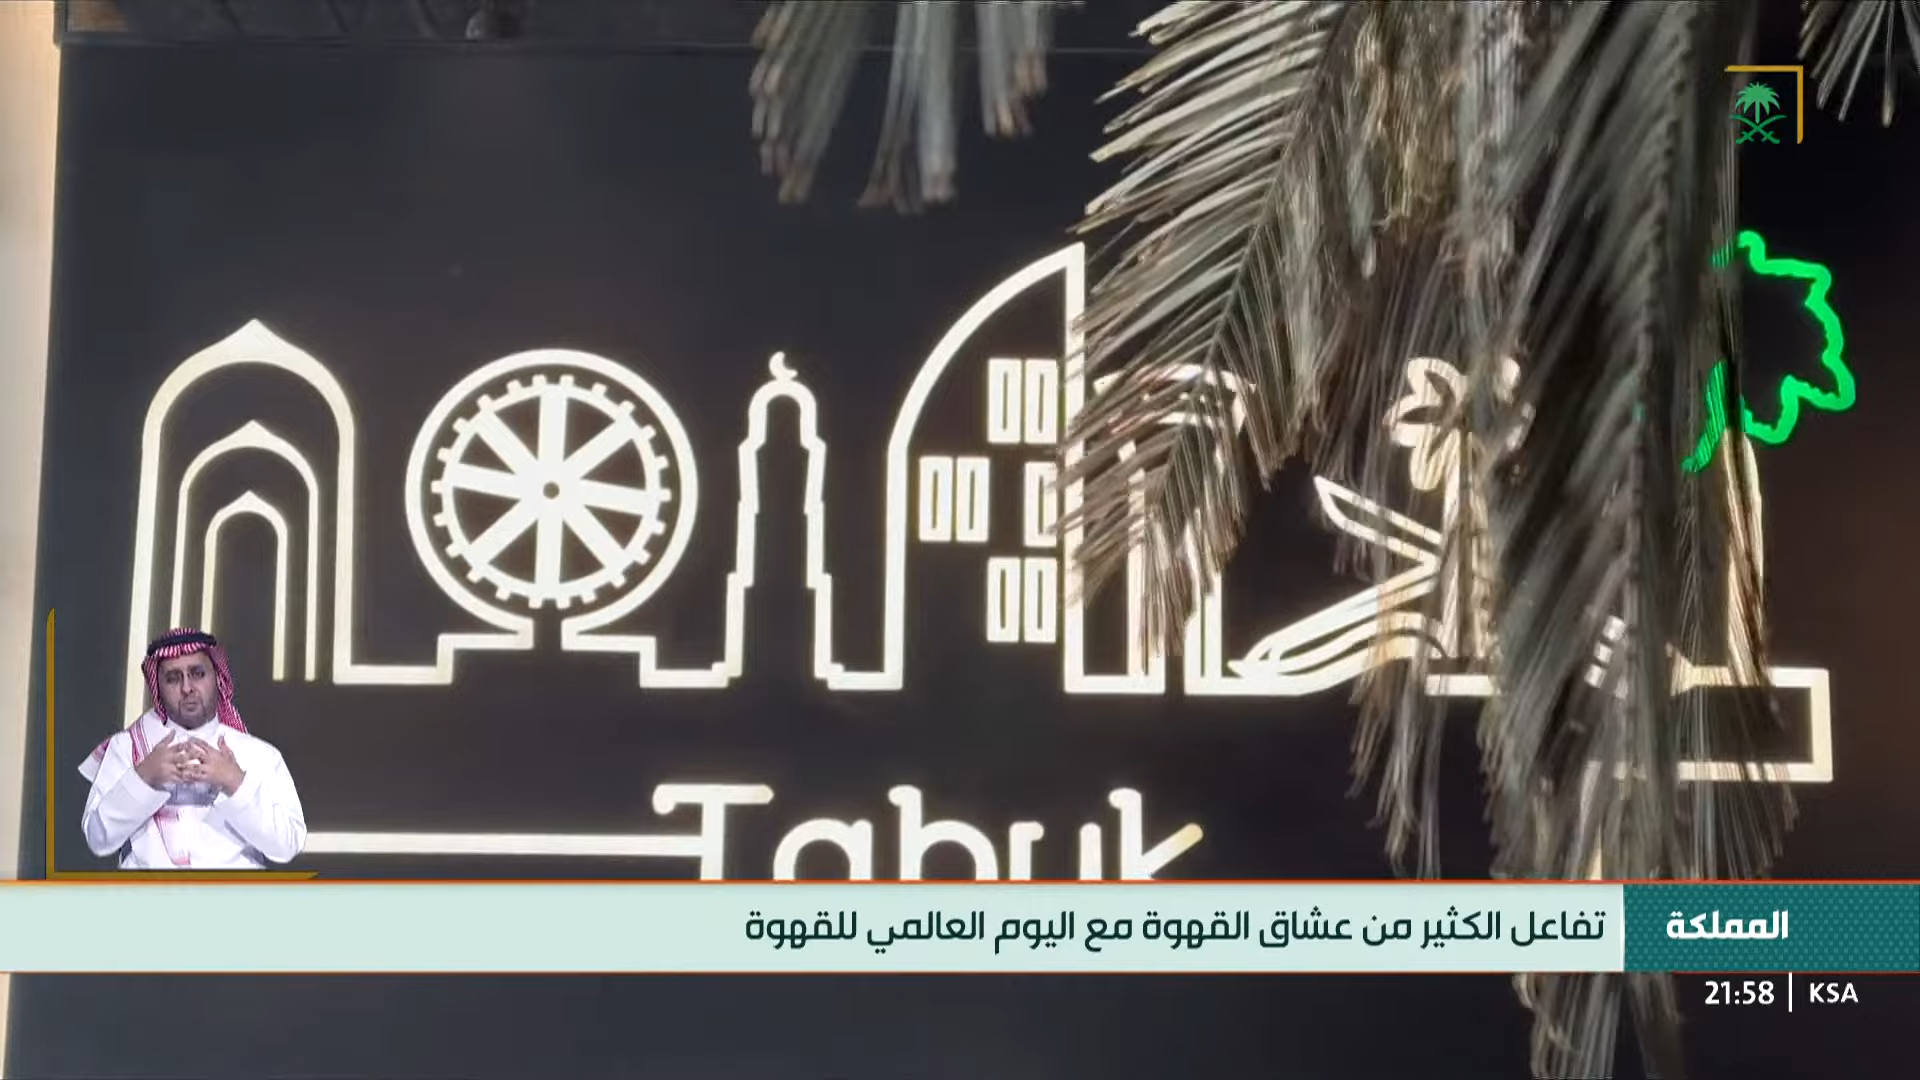 Tabuk
المملكة
تفاعل الكثير من عشاق القهوة مع اليوم العالمي للقهوة
21:58 | KSA